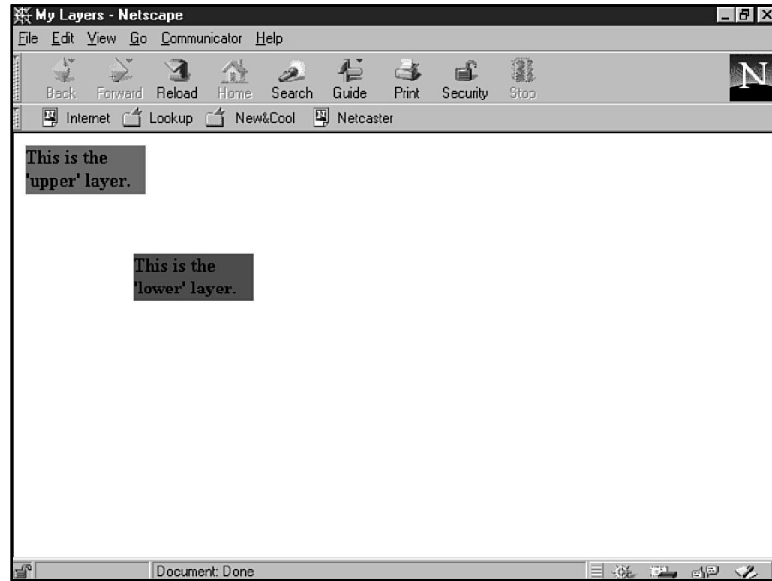 My Layers - Netscape
File Edit View Go Communicator Help
Back Forward Reload Home Search Guide Print Security Stop
N
Internet Lookup New&Cool Netcaster
This is the
'upper' layer.
This is the
'lower' layer.
Document: Done